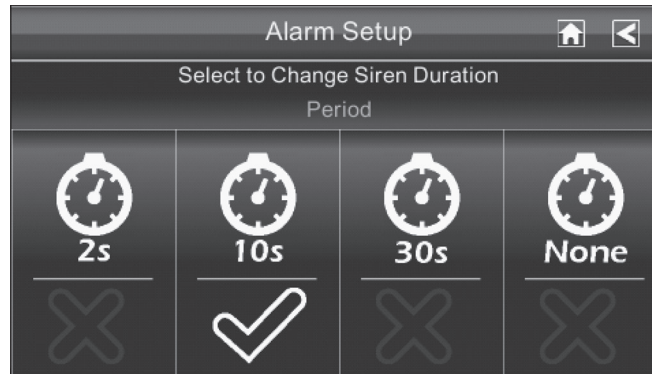 Alarm Setup
Select to Change Siren Duration
Period
2s 10s 30s None